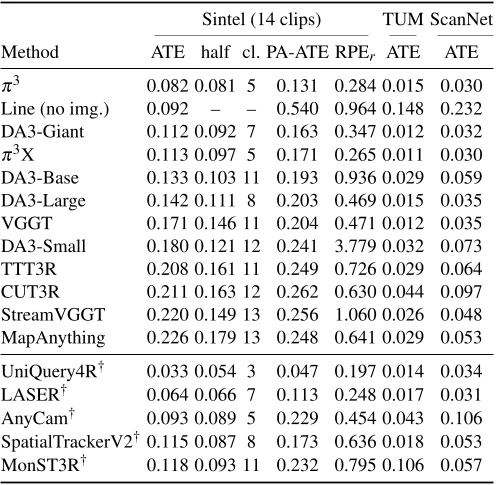 Sintel (14 clips) TUM ScanNet
Method ATE half cl. PA-ATE RPEr ATE ATE
π³ 0.082 0.081 5 0.131 0.284 0.015 0.030
Line (no img.) 0.092 – – 0.540 0.964 0.148 0.232
DA3-Giant 0.112 0.092 7 0.163 0.347 0.012 0.032
π³X 0.113 0.097 5 0.171 0.265 0.011 0.030
DA3-Base 0.133 0.103 11 0.193 0.936 0.029 0.059
DA3-Large 0.142 0.111 8 0.203 0.469 0.015 0.035
VGGT 0.171 0.146 11 0.204 0.471 0.012 0.035
DA3-Small 0.180 0.121 12 0.241 3.779 0.032 0.073
TTT3R 0.208 0.161 11 0.249 0.726 0.029 0.064
CUT3R 0.211 0.163 12 0.262 0.630 0.044 0.097
StreamVGGT 0.220 0.149 13 0.256 1.060 0.026 0.048
MapAnything 0.226 0.179 13 0.248 0.641 0.029 0.053
UniQuery4R† 0.033 0.054 3 0.047 0.197 0.014 0.034
LASER† 0.064 0.066 7 0.113 0.248 0.017 0.031
AnyCam† 0.093 0.089 5 0.229 0.454 0.043 0.106
SpatialTrackerV2† 0.115 0.087 8 0.173 0.636 0.018 0.053
MonST3R† 0.118 0.093 11 0.232 0.795 0.106 0.057